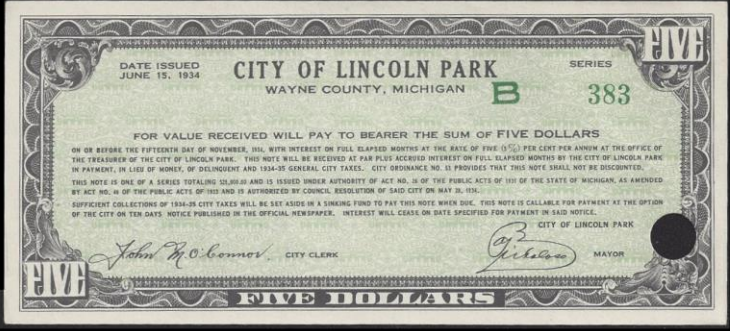 FIVE
DATE ISSUED
JUNE 15, 1934
CITY OF LINCOLN PARK
WAYNE COUNTY, MICHIGAN
SERIES
B 383
FOR VALUE RECEIVED WILL PAY TO BEARER THE SUM OF FIVE DOLLARS
ON OR BEFORE THE FIFTEENTH DAY OF NOVEMBER, 1934, WITH INTEREST ON FULL ELAPSED MONTHS AT THE RATE OF FIVE (5%) PER CENT PER ANNUM AT THE OFFICE OF
THE TREASURER OF THE CITY OF LINCOLN PARK. THIS NOTE WILL BE RECEIVED AT PAR PLUS ACCRUED INTEREST ON FULL ELAPSED MONTHS BY THE CITY OF LINCOLN PARK
IN PAYMENT, IN LIEU OF MONEY, OF DELINQUENT AND 1934-35 GENERAL CITY TAXES. CITY ORDINANCE NO. 13 PROVIDES THAT THIS NOTE SHALL NOT BE DISCOUNTED.
THIS NOTE IS ONE OF A SERIES TOTALING AND IS ISSUED UNDER AUTHORITY OF ACT NO. OF THE PUBLIC ACTS OF OF THE STATE OF MICHIGAN, AS AMENDED
BY ACT NO. OF THE PUBLIC ACTS OF AND IS AUTHORIZED BY COUNCIL RESOLUTION OF SAID CITY ON MAY 28, 1934.
SUFFICIENT COLLECTIONS OF 1934-35 CITY TAXES WILL BE SET ASIDE IN A SINKING FUND TO PAY THIS NOTE WHEN DUE. THIS NOTE IS CALLABLE FOR PAYMENT AT THE OPTION
OF THE CITY ON TEN DAYS NOTICE PUBLISHED IN THE OFFICIAL NEWSPAPER. INTEREST WILL CEASE ON DATE SPECIFIED FOR PAYMENT IN SAID NOTICE.
CITY OF LINCOLN PARK
John M. O'Connor CITY CLERK
MAYOR
FIVE
FIVE DOLLARS